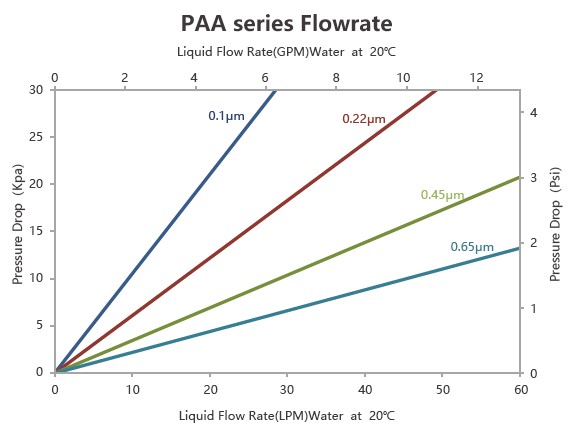 PAA series Flowrate
Liquid Flow Rate(GPM)Water at 20℃
0 2 4 6 8 10 12
30
25
20
15
10
5
0
Pressure Drop (Kpa)
0.1μm
0.22μm
0.45μm
0.65μm
4
3
2
1
0
Pressure Drop (Psi)
0 10 20 30 40 50 60
Liquid Flow Rate(LPM)Water at 20℃